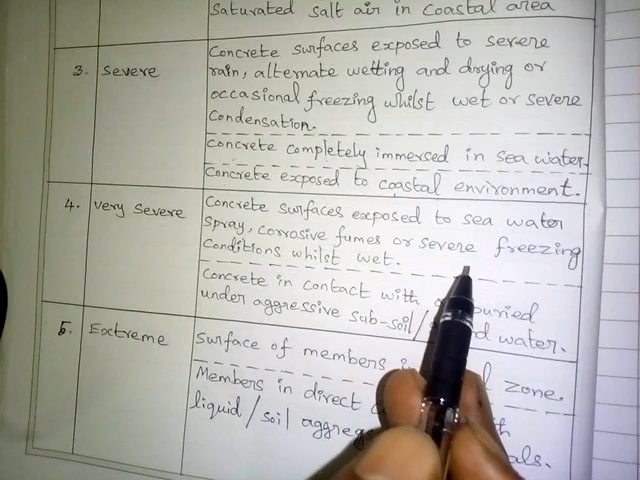 Saturated salt air in coastal area
3. Severe
Concrete surfaces exposed to severe
rain, alternate wetting and drying or
occasional freezing whilst wet or severe
Condensation.
Concrete completely immersed in sea water.
Concrete exposed to coastal environment.
4. Very Severe
Concrete surfaces exposed to sea water
spray, corrosive fumes or severe freezing
Conditions whilst wet.
Concrete in contact with buried
under aggressive sub-soil/ water.
5. Extreme
Surface of members zone.
Members in direct
liquid/soil